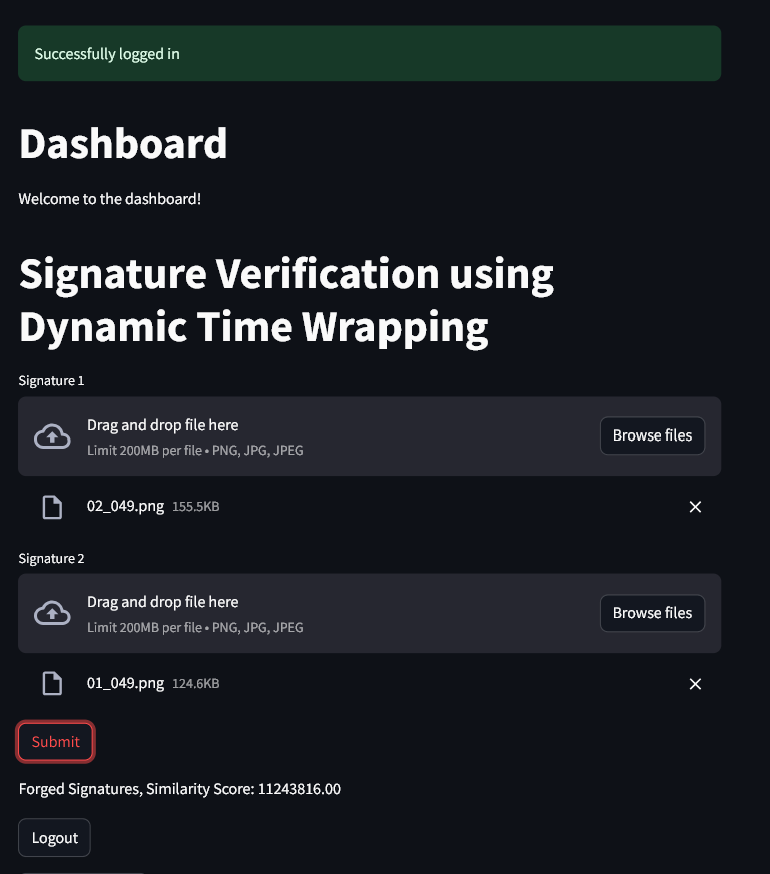 Successfully logged in
Dashboard
Welcome to the dashboard!
Signature Verification using
Dynamic Time Wrapping
Signature 1
Drag and drop file here
Limit 200MB per file • PNG, JPG, JPEG
Browse files
02_049.png 155.5KB
Signature 2
Drag and drop file here
Limit 200MB per file • PNG, JPG, JPEG
Browse files
01_049.png 124.6KB
Submit
Forged Signatures, Similarity Score: 11243816.00
Logout